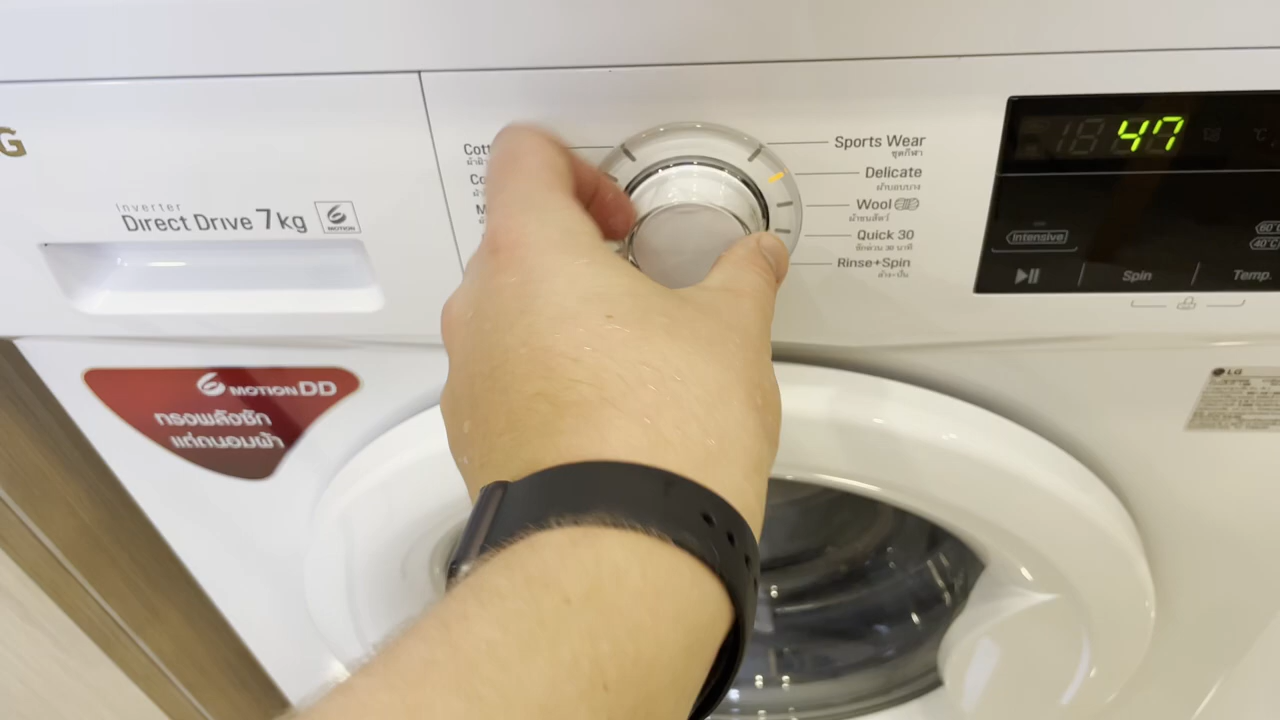 G
Inverter
Direct Drive 7kg
6 MOTION
Sports Wear
ชุดกีฬา
Delicate
ผ้าบอบบาง
Wool
ผ้าขนสัตว์
Quick 30
ซักด่วน 30 นาที
Rinse+Spin
ล้าง+ปั่น
47
Intensive
Spin
Temp.
60°C
40°C
6 MOTION DD
ทรงพลังซัก
แต่ถนอมผ้า
LG